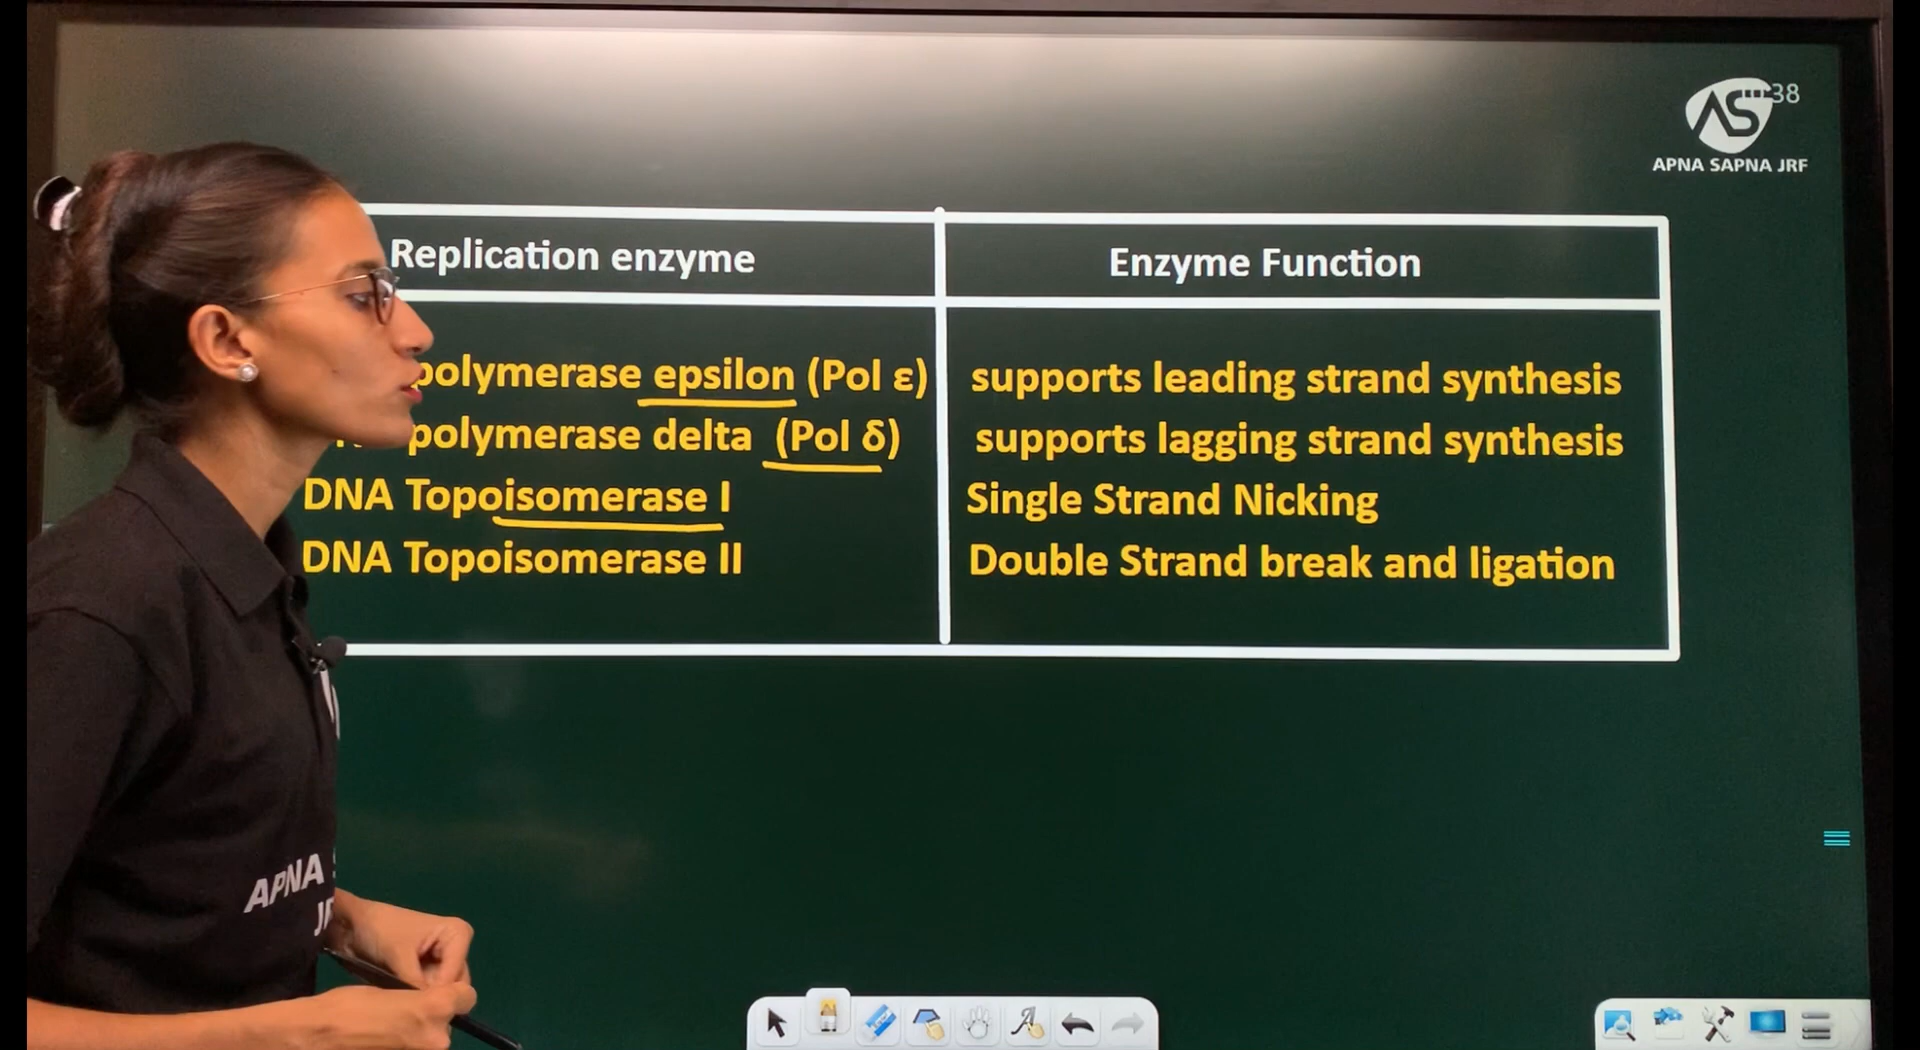 38
AS
APNA SAPNA JRF
Replication enzyme
Enzyme Function
polymerase epsilon (Pol ε)
supports leading strand synthesis
polymerase delta (Pol δ)
supports lagging strand synthesis
DNA Topoisomerase I
Single Strand Nicking
DNA Topoisomerase II
Double Strand break and ligation
APNA